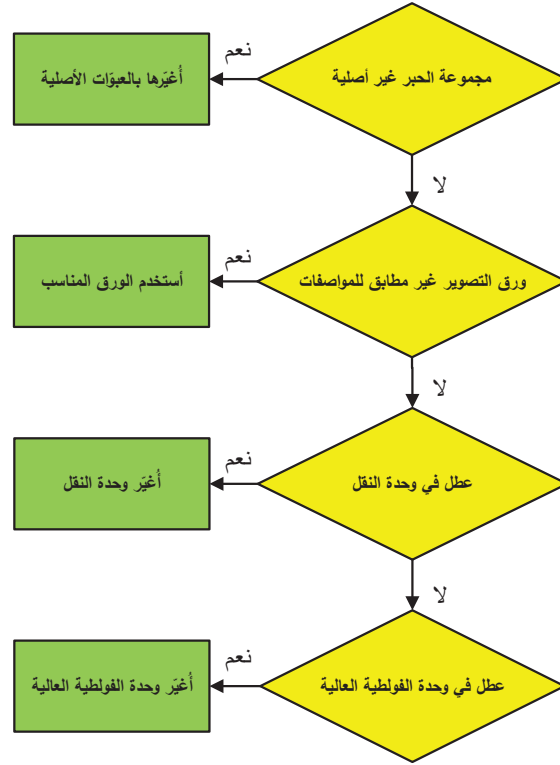 مجموعة الحبر غير أصلية
نعم
أُغيّرها بالعبوّات الأصلية
لا
ورق التصوير غير مطابق للمواصفات
نعم
أستخدم الورق المناسب
لا
عطل في وحدة النقل
نعم
أُغيّر وحدة النقل
لا
عطل في وحدة الفولطية العالية
نعم
أُغيّر وحدة الفولطية العالية